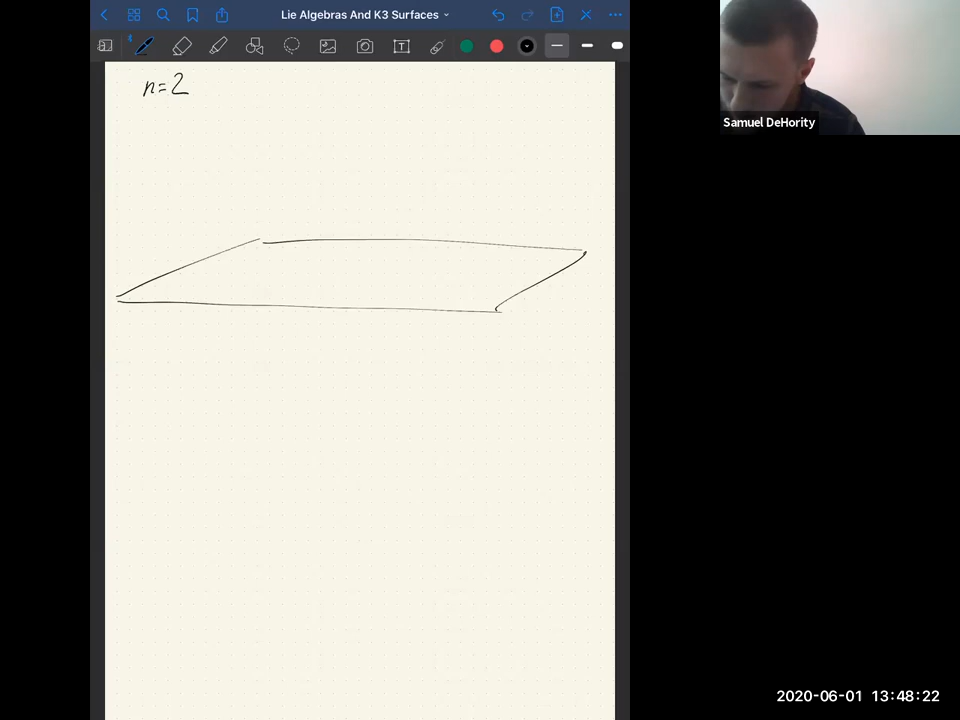 Lie Algebras And K3 Surfaces
n=2
Samuel DeHority
2020-06-01 13:48:22